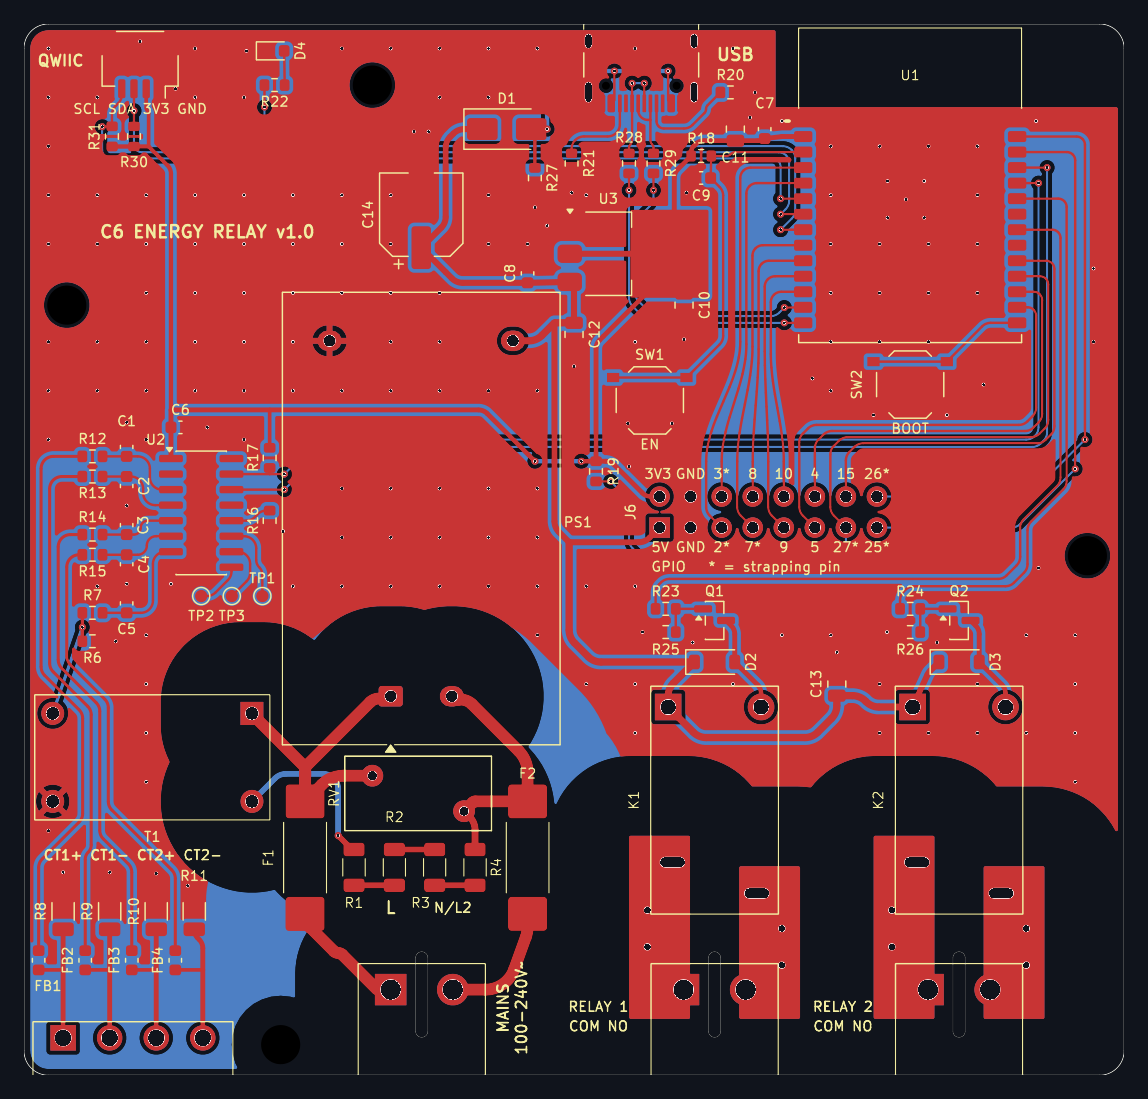 QWIIC
D4
USB
R20
U1
R22
D1
C7
SCL SDA 3V3 GND
R31
R30
R28
R18
R27
R21
R29
C11
C9
C14
U3
C6 ENERGY RELAY v1.0
+
C8
C10
C12
SW1
SW2
EN
BOOT
C6
C1
R12
U2
R17
R13
C2
R19
3V3 GND 3* 8 10 4 15 26*
J6
R14
C3
R16
PS1
R15
C4
5V GND 2* 7* 9 5 27* 25*
GPIO * = strapping pin
TP1
R7
TP2 TP3
C5
R6
R23
Q1
R24
Q2
R25
D2
R26
D3
C13
F2
RV1
K1
K2
R2
T1
CT1+ CT1- CT2+ CT2-
F1
R4
R11
R8
R9
R10
R1
L
R3
N/L2
FB2
FB3
FB4
FB1
MAINS
100-240V~
RELAY 1
COM NO
RELAY 2
COM NO